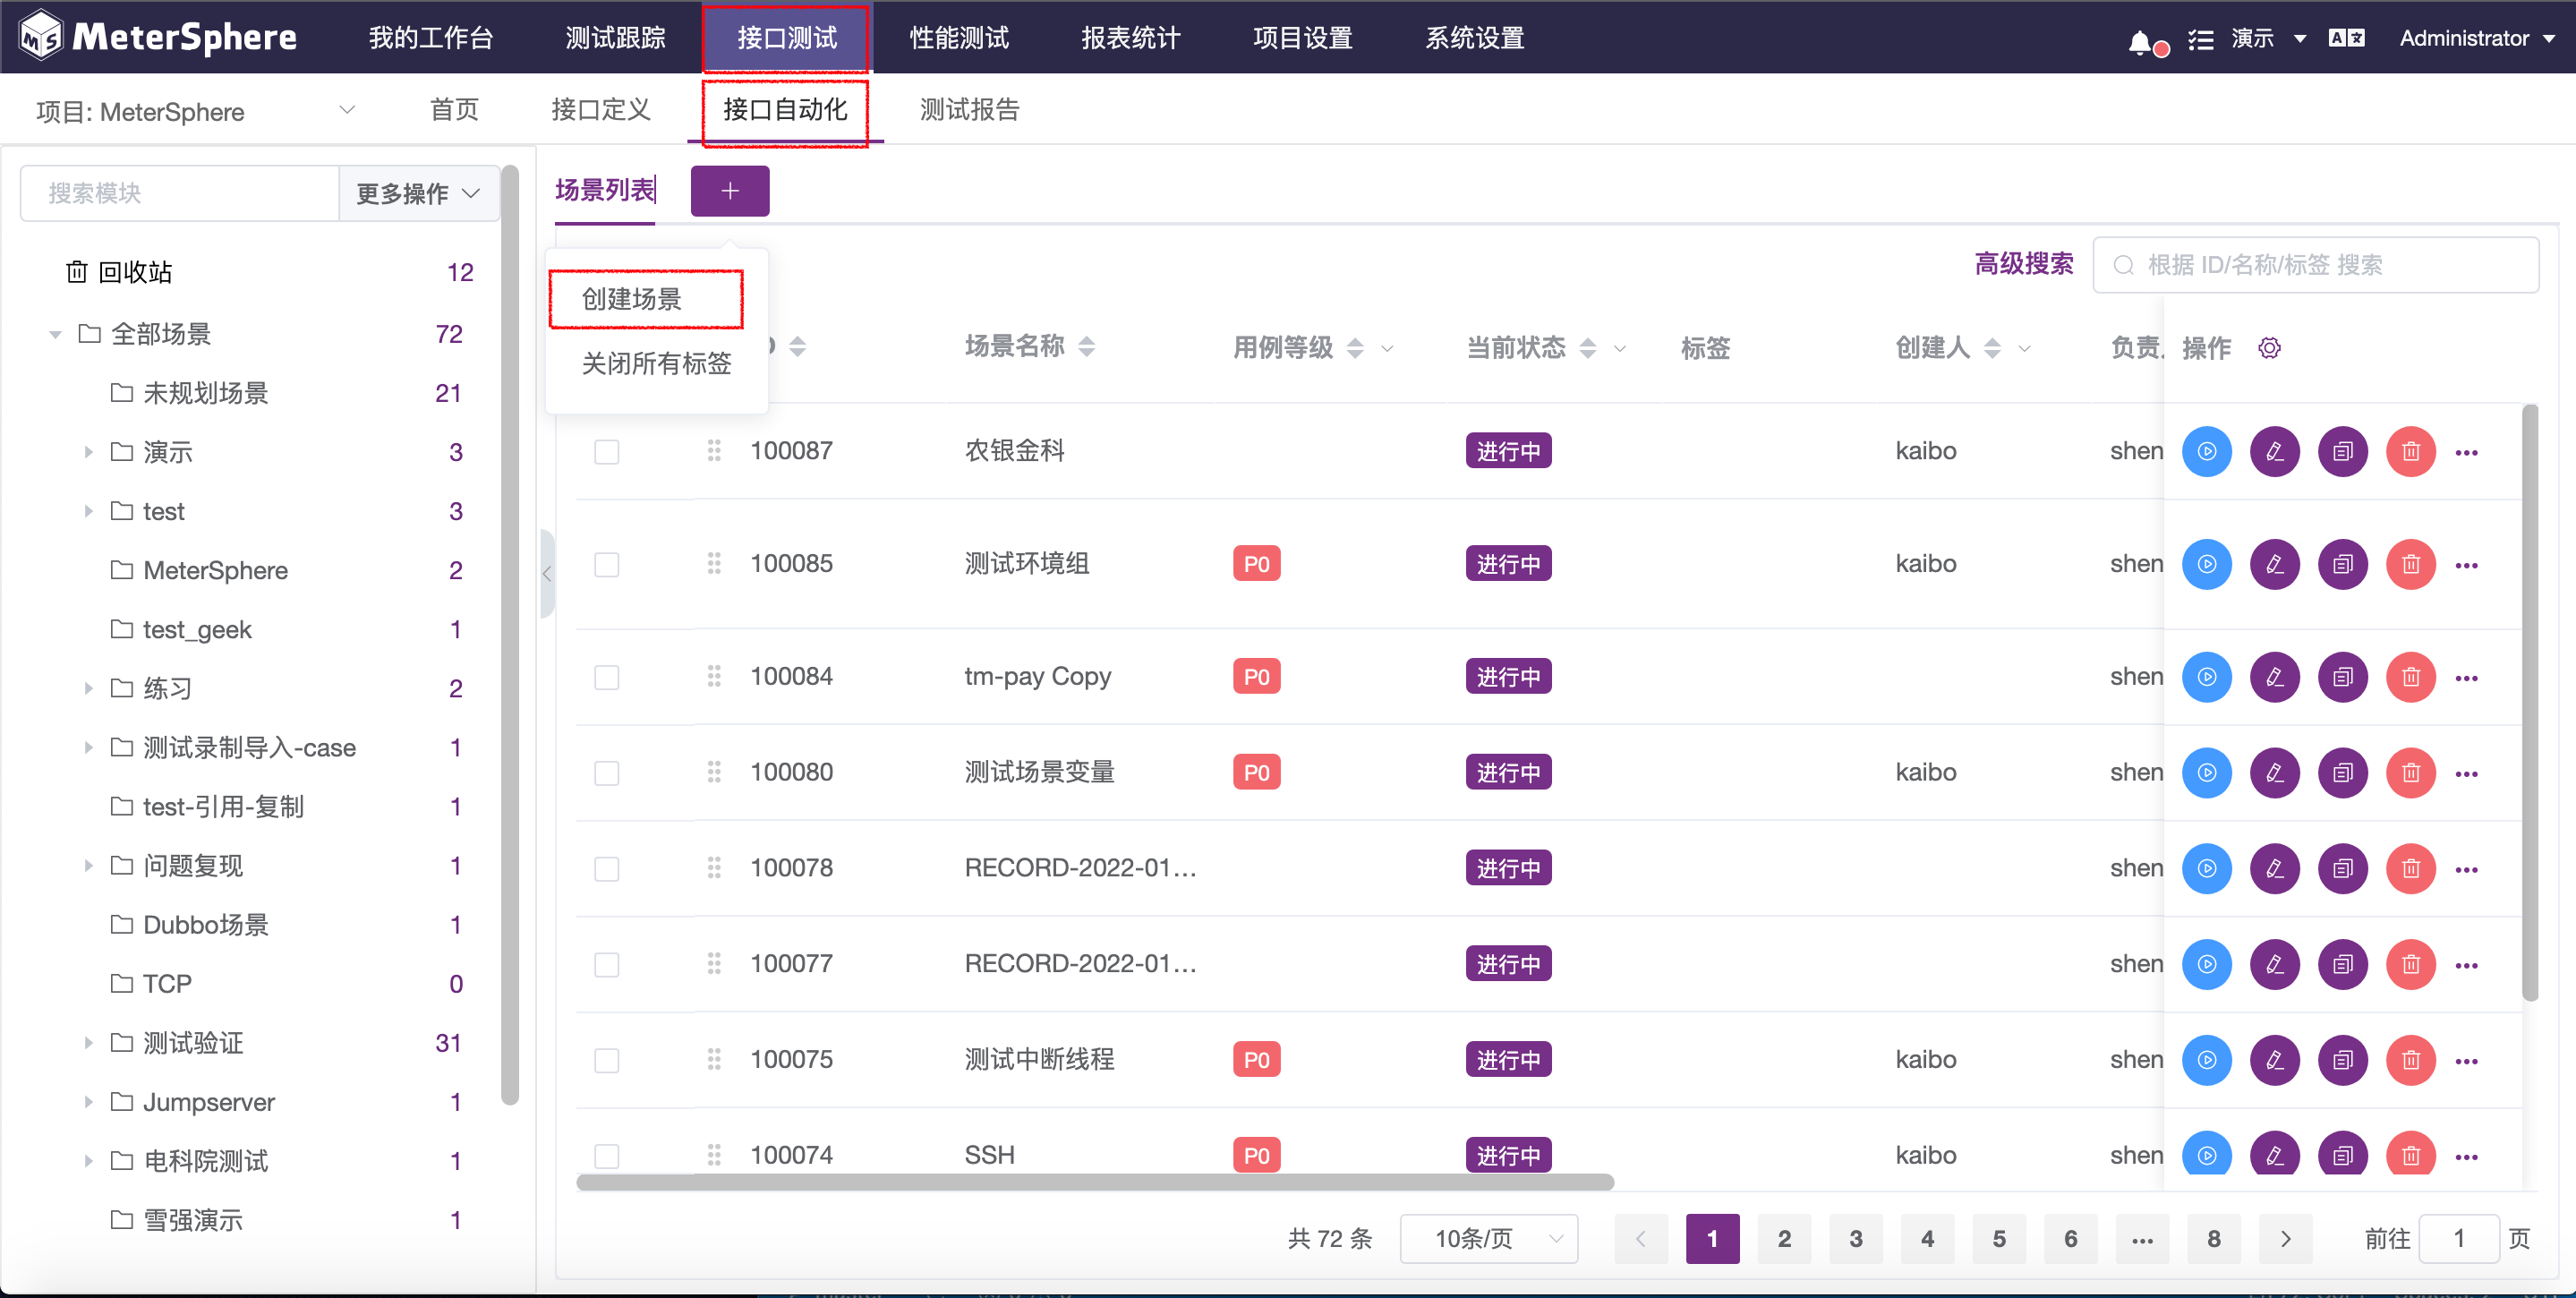 MeterSphere 我的工作台 测试跟踪 接口测试 性能测试 报表统计 项目设置 系统设置 演示 Administrator
项目: MeterSphere 首页 接口定义 接口自动化 测试报告
搜索模块 更多操作
回收站 12
全部场景 72
未规划场景 21
演示 3
test 3
MeterSphere 2
test_geek 1
练习 2
测试录制导入-case 1
test-引用-复制 1
问题复现 1
Dubbo场景 1
TCP 0
测试验证 31
Jumpserver 1
电科院测试 1
雪强演示 1
场景列表 +
创建场景
关闭所有标签
高级搜索 根据 ID/名称/标签 搜索
场景名称 用例等级 当前状态 标签 创建人 负责 操作
100087 农银金科 进行中 kaibo shen
100085 测试环境组 P0 进行中 kaibo shen
100084 tm-pay Copy P0 进行中 shen
100080 测试场景变量 P0 进行中 kaibo shen
100078 RECORD-2022-01... 进行中 shen
100077 RECORD-2022-01... 进行中 shen
100075 测试中断线程 P0 进行中 kaibo shen
100074 SSH P0 进行中 kaibo shen
共 72 条 10条/页 1 2 3 4 5 6 ... 8 前往 1 页